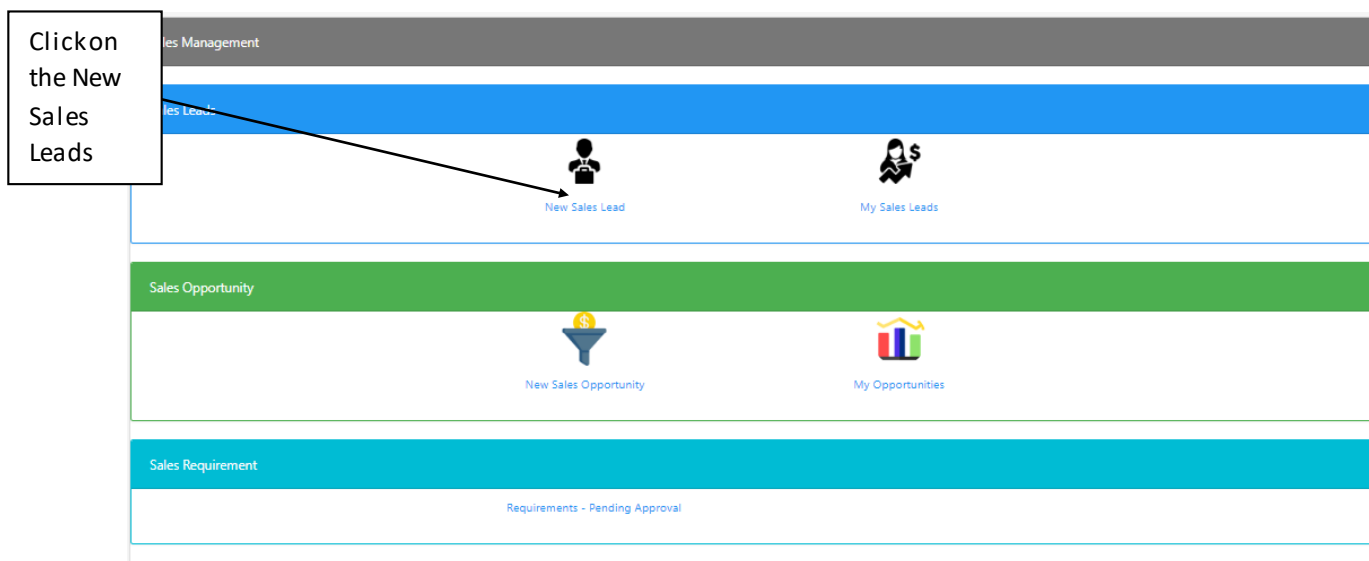 Clickon
the New
Sales
Leads
les Management
les Leads
New Sales Lead
My Sales Leads
Sales Opportunity
New Sales Opportunity
My Opportunities
Sales Requirement
Requirements - Pending Approval